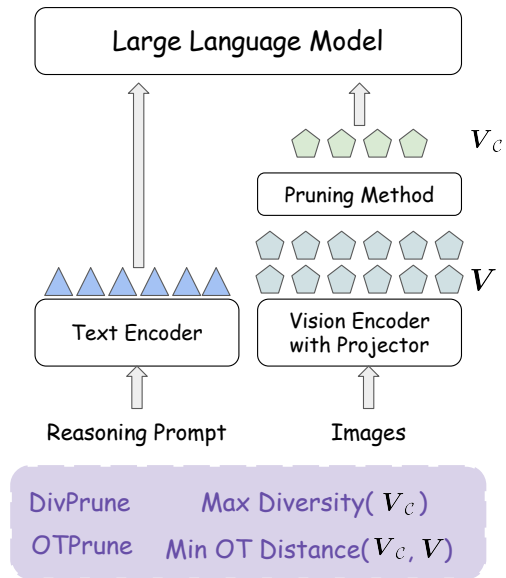 Large Language Model
V_C
Pruning Method
V
Text Encoder
Vision Encoder
with Projector
Reasoning Prompt
Images
DivPrune Max Diversity( V_C )
OTPrune Min OT Distance( V_C, V )